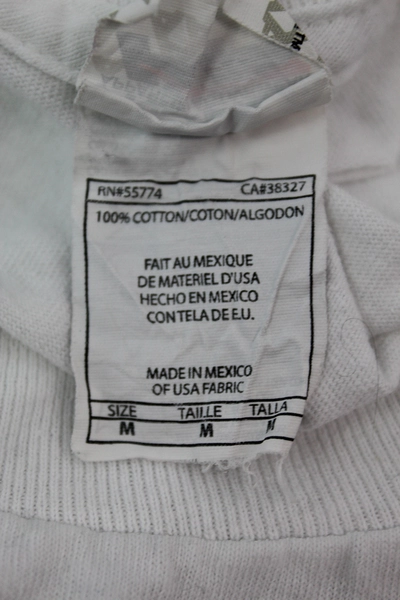 RN#55774 CA#38327
100% COTTON/COTON/ALGODON
FAIT AU MEXIQUE
DE MATERIEL D'USA
HECHO EN MEXICO
CON TELA DE E.U.
MADE IN MEXICO
OF USA FABRIC
SIZE TAILLE TALLA
M M M